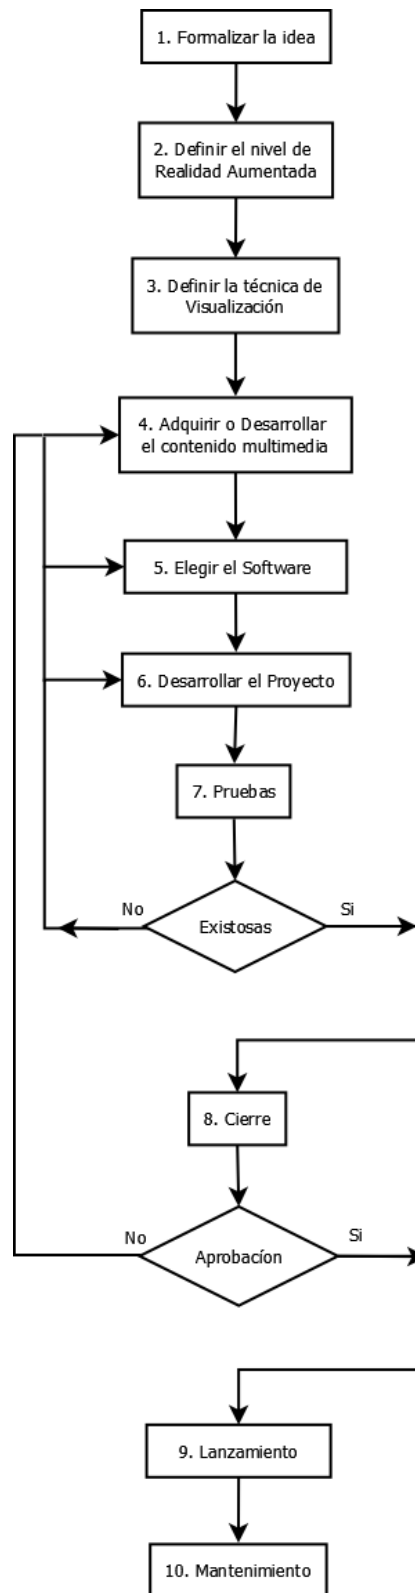 1. Formalizar la idea
2. Definir el nivel de
Realidad Aumentada
3. Definir la técnica de
Visualización
4. Adquirir o Desarrollar
el contenido multimedia
5. Elegir el Software
6. Desarrollar el Proyecto
7. Pruebas
No
Si
Existosas
8. Cierre
No
Si
Aprobacíon
9. Lanzamiento
10. Mantenimiento